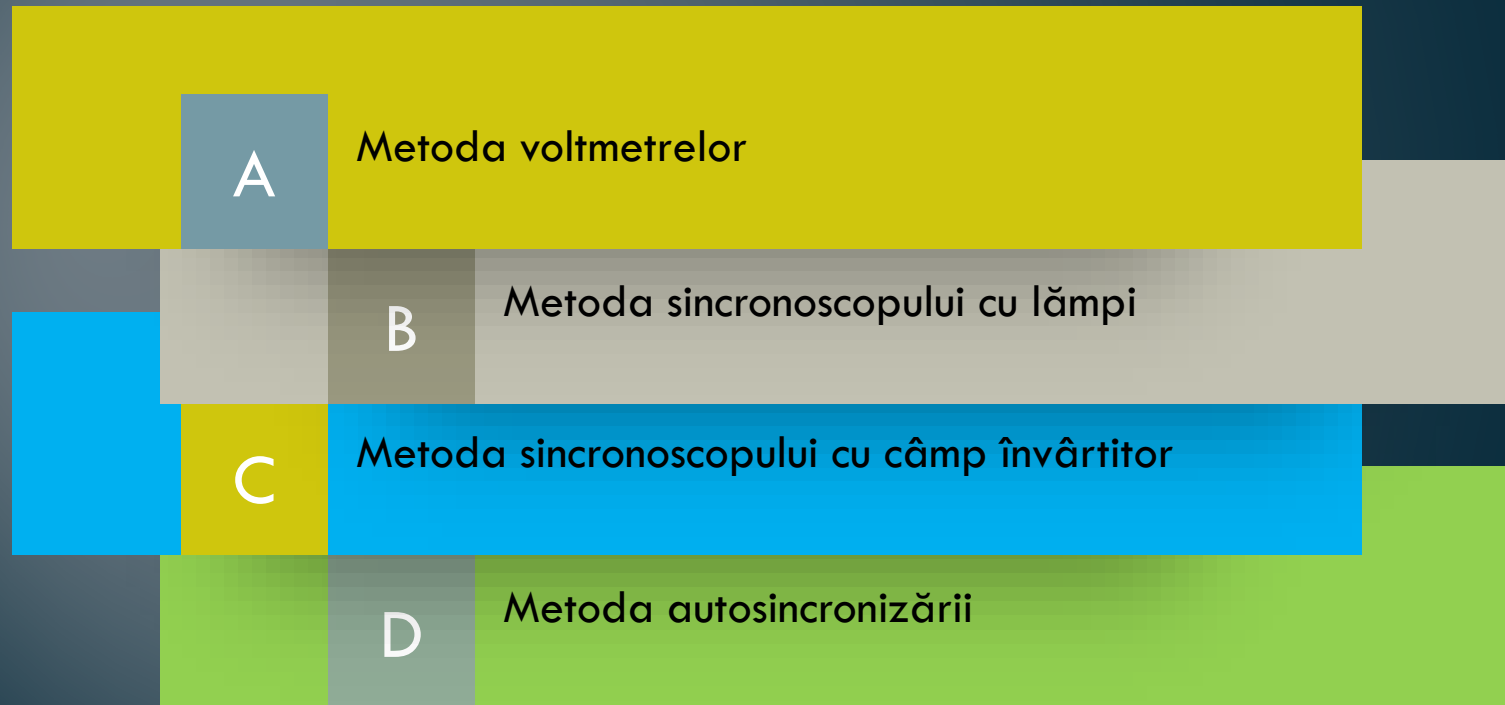 A Metoda voltmetrelor
B Metoda sincronoscopului cu lămpi
C Metoda sincronoscopului cu câmp învârtitor
D Metoda autosincronizării